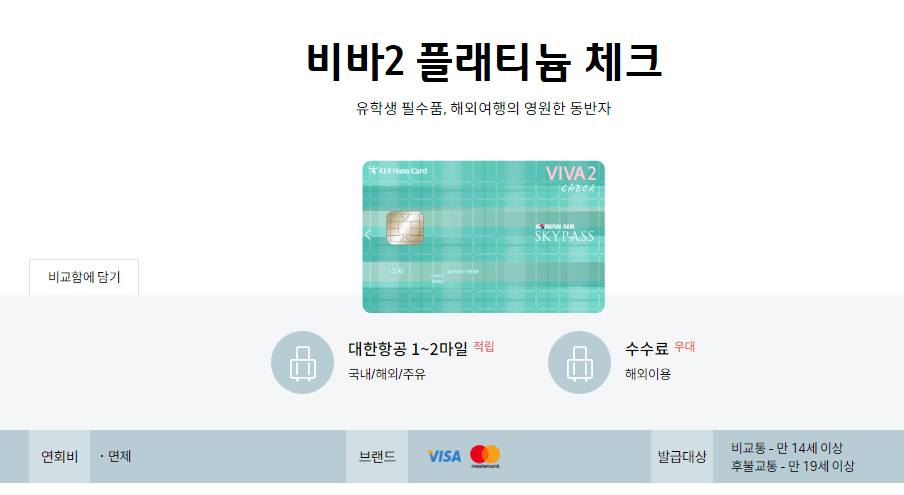 비바2 플래티늄 체크
유학생 필수품, 해외여행의 영원한 동반자
KEB Hana Card
VIVA2
CHECK
KOREAN AIR
SKYPASS
MONTH/YEAR
THRU
비교함에 담기
대한항공 1~2마일 적립
국내/해외/주유
수수료 우대
해외이용
연회비
· 면제
브랜드
VISA
mastercard
발급대상
비교통 - 만 14세 이상
후불교통 - 만 19세 이상